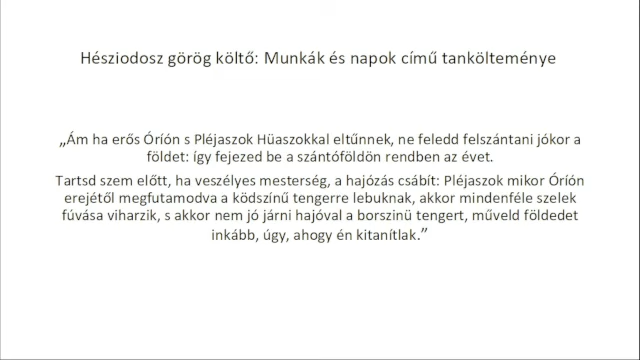 Hésziodosz görög költő: Munkák és napok című tankölteménye
„Ám ha erős Óríón s Pléjaszok Hüaszokkal eltűnnek, ne feledd felszántani jókor a
földet: így fejezed be a szántóföldön rendben az évet.
Tartsd szem előtt, ha veszélyes mesterség, a hajózás csábít: Pléjaszok mikor Óríón
erejétől megfutamodva a ködszínű tengerre lebuknak, akkor mindenféle szelek
fúvása viharzik, s akkor nem jó járni hajóval a borszinü tengert, műveld földedet
inkább, úgy, ahogy én kitanítlak.”